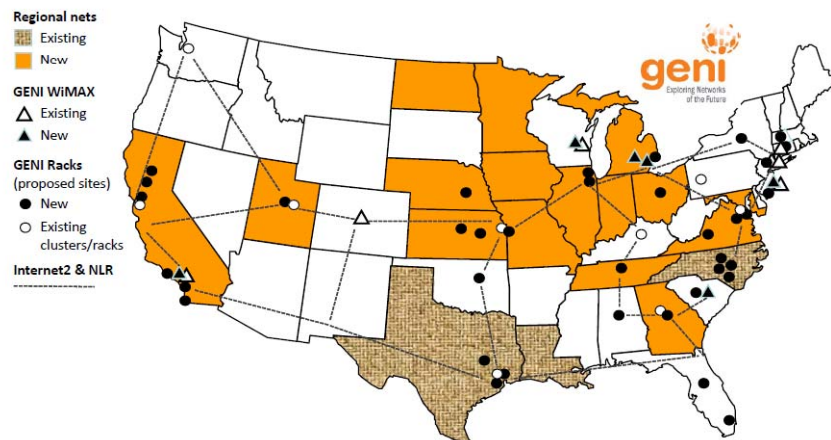 Regional nets
Existing
New
GENI WiMAX
Existing
New
GENI Racks
(proposed sites)
New
Existing
clusters/racks
Internet2 & NLR
geni
Exploring Networks
of the Future